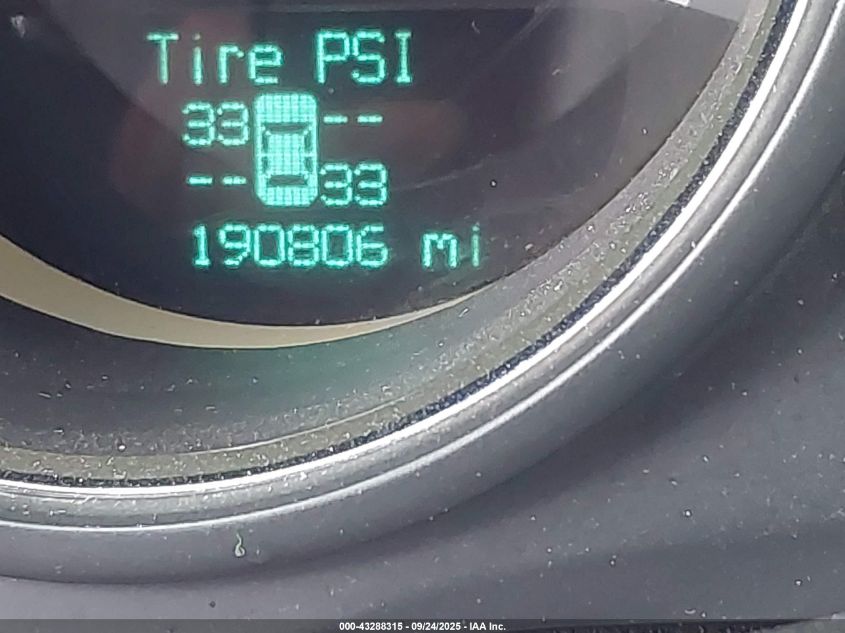 Tire PSI
33 --
-- 33
190806 mi
000-43288315 - 09/24/2025 - IAA Inc.